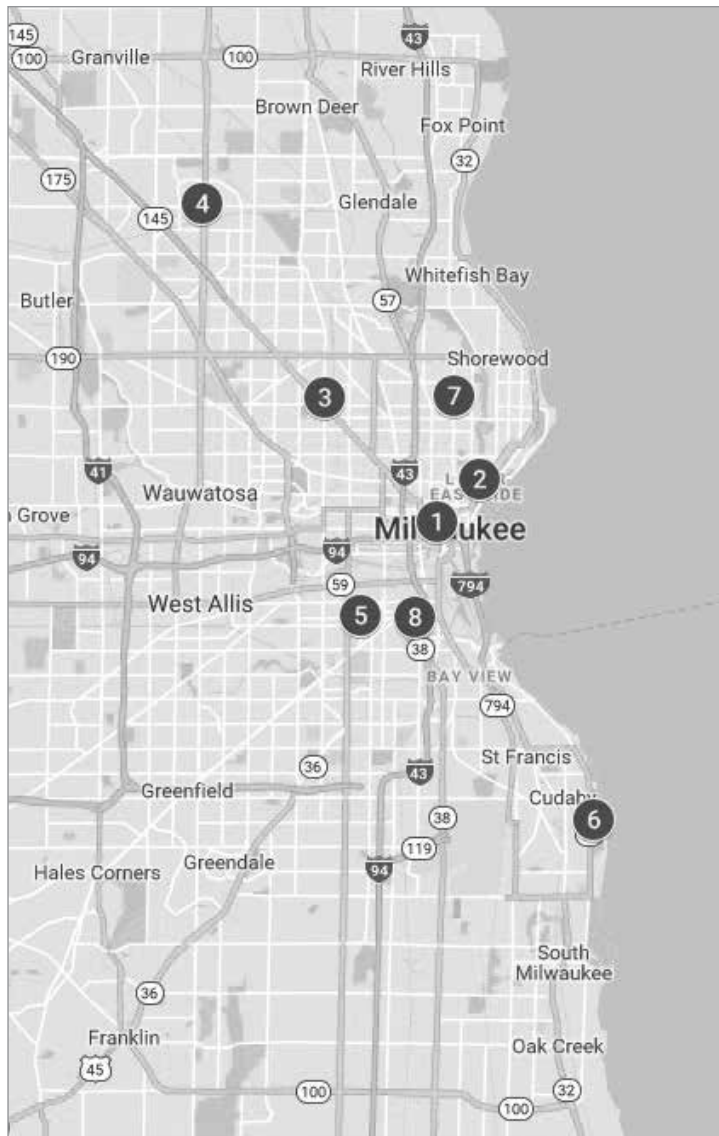 145
43
100
Granville
100
River Hills
Brown Deer
Fox Point
32
175
4
145
Glendale
Whitefish Bay
Butler
57
190
Shorewood
3
7
41
43
2
Wauwatosa
1
94
94
59
794
West Allis
5
8
38
BAY VIEW
794
St Francis
36
43
Greenfield
Cudahy
6
38
119
94
Hales Corners
Greendale
South
Milwaukee
36
Franklin
Oak Creek
45
100
32
100
Grove
EAST SIDE
Milwaukee